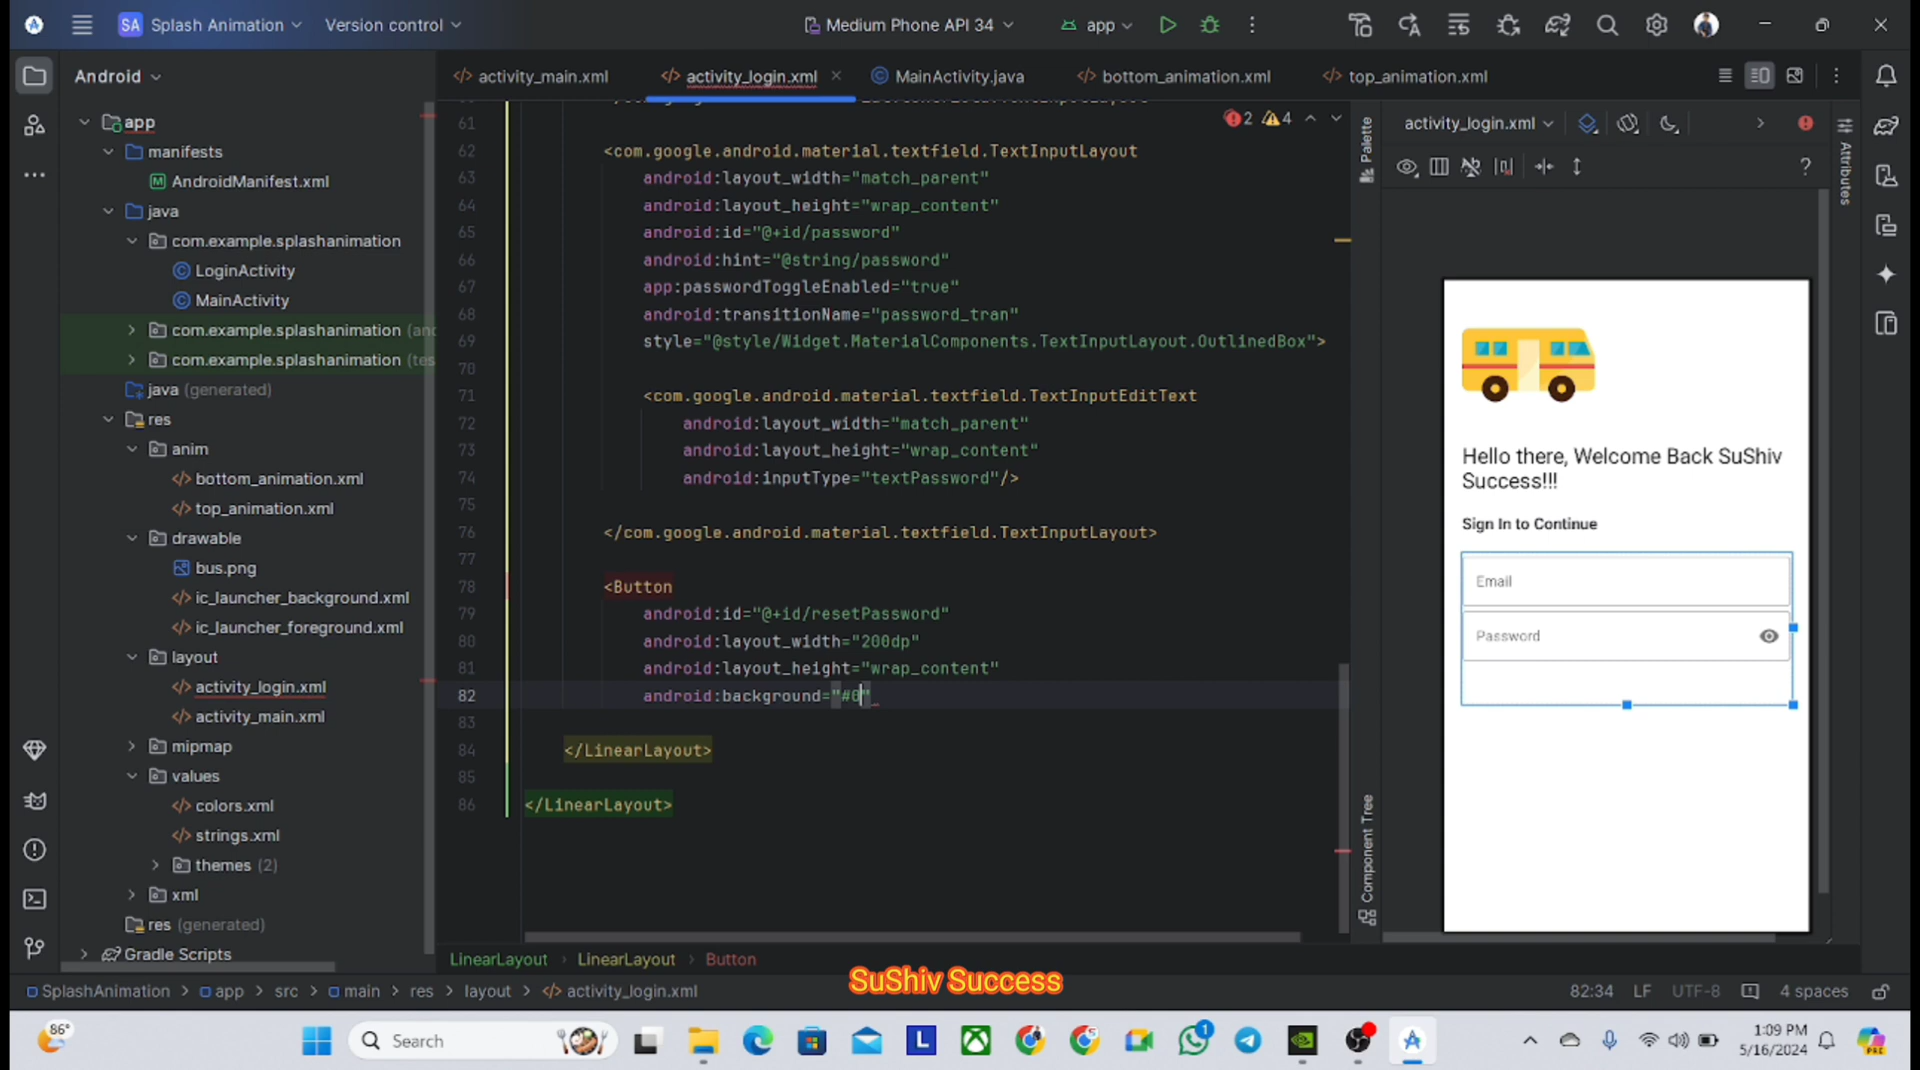 SA Splash Animation Version control Medium Phone API 34 app
Android
activity_main.xml activity_login.xml MainActivity.java bottom_animation.xml top_animation.xml
app
manifests
AndroidManifest.xml
java
com.example.splashanimation
LoginActivity
MainActivity
com.example.splashanimation (and
com.example.splashanimation (tes
java (generated)
res
anim
bottom_animation.xml
top_animation.xml
drawable
bus.png
ic_launcher_background.xml
ic_launcher_foreground.xml
layout
activity_login.xml
activity_main.xml
mipmap
values
colors.xml
strings.xml
themes (2)
xml
res (generated)
Gradle Scripts
2 4
61
62 <com.google.android.material.textfield.TextInputLayout
63 android:layout_width="match_parent"
64 android:layout_height="wrap_content"
65 android:id="@+id/password"
66 android:hint="@string/password"
67 app:passwordToggleEnabled="true"
68 android:transitionName="password_tran"
69 style="@style/Widget.MaterialComponents.TextInputLayout.OutlinedBox">
70
71 <com.google.android.material.textfield.TextInputEditText
72 android:layout_width="match_parent"
73 android:layout_height="wrap_content"
74 android:inputType="textPassword"/>
75
76 </com.google.android.material.textfield.TextInputLayout>
77
78 <Button
79 android:id="@+id/resetPassword"
80 android:layout_width="200dp"
81 android:layout_height="wrap_content"
82 android:background="#0"
83
84 </LinearLayout>
85
86 </LinearLayout>
Palette
Component Tree
activity_login.xml
?
Attributes
Hello there, Welcome Back SuShiv
Success!!!
Sign In to Continue
Email
Password
LinearLayout › LinearLayout › Button
SuShiv Success
SplashAnimation › app › src › main › res › layout › activity_login.xml
82:34 LF UTF-8 4 spaces
86°
Search
L
1
1:09 PM
5/16/2024
PRE